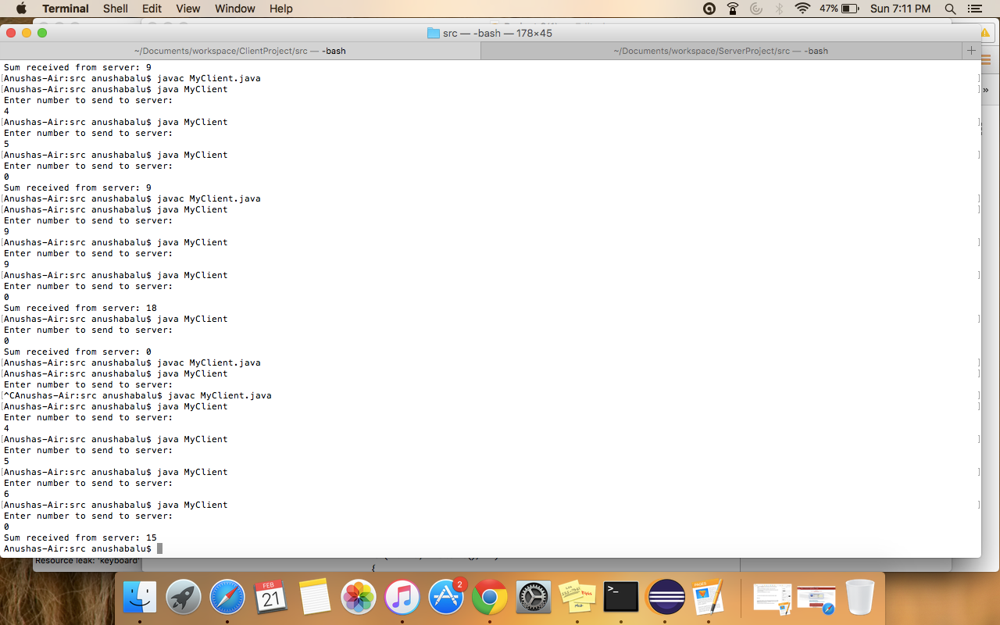 Terminal Shell Edit View Window Help 47% Sun 7:11 PM
src — -bash — 178×45
~/Documents/workspace/ClientProject/src — -bash ~/Documents/workspace/ServerProject/src — -bash +
Sum received from server: 9
[Anushas-Air:src anushabalu$ javac MyClient.java ]
[Anushas-Air:src anushabalu$ java MyClient ] »
Enter number to send to server:
4
[Anushas-Air:src anushabalu$ java MyClient ]
Enter number to send to server:
5
[Anushas-Air:src anushabalu$ java MyClient ]
Enter number to send to server:
0
Sum received from server: 9
[Anushas-Air:src anushabalu$ javac MyClient.java ]
[Anushas-Air:src anushabalu$ java MyClient ]
Enter number to send to server:
9
[Anushas-Air:src anushabalu$ java MyClient ]
Enter number to send to server:
9
[Anushas-Air:src anushabalu$ java MyClient ]
Enter number to send to server:
0
Sum received from server: 18
[Anushas-Air:src anushabalu$ java MyClient ]
Enter number to send to server:
0
Sum received from server: 0
[Anushas-Air:src anushabalu$ javac MyClient.java ]
[Anushas-Air:src anushabalu$ java MyClient ]
Enter number to send to server:
[^CAnushas-Air:src anushabalu$ javac MyClient.java ]
[Anushas-Air:src anushabalu$ java MyClient ]
Enter number to send to server:
4
[Anushas-Air:src anushabalu$ java MyClient ]
Enter number to send to server:
5
[Anushas-Air:src anushabalu$ java MyClient ]
Enter number to send to server:
6
[Anushas-Air:src anushabalu$ java MyClient ]
Enter number to send to server:
0
Sum received from server: 15
Anushas-Air:src anushabalu$
Resource leak: 'keyboard'
{
FEB
21
2
>_
PAGES